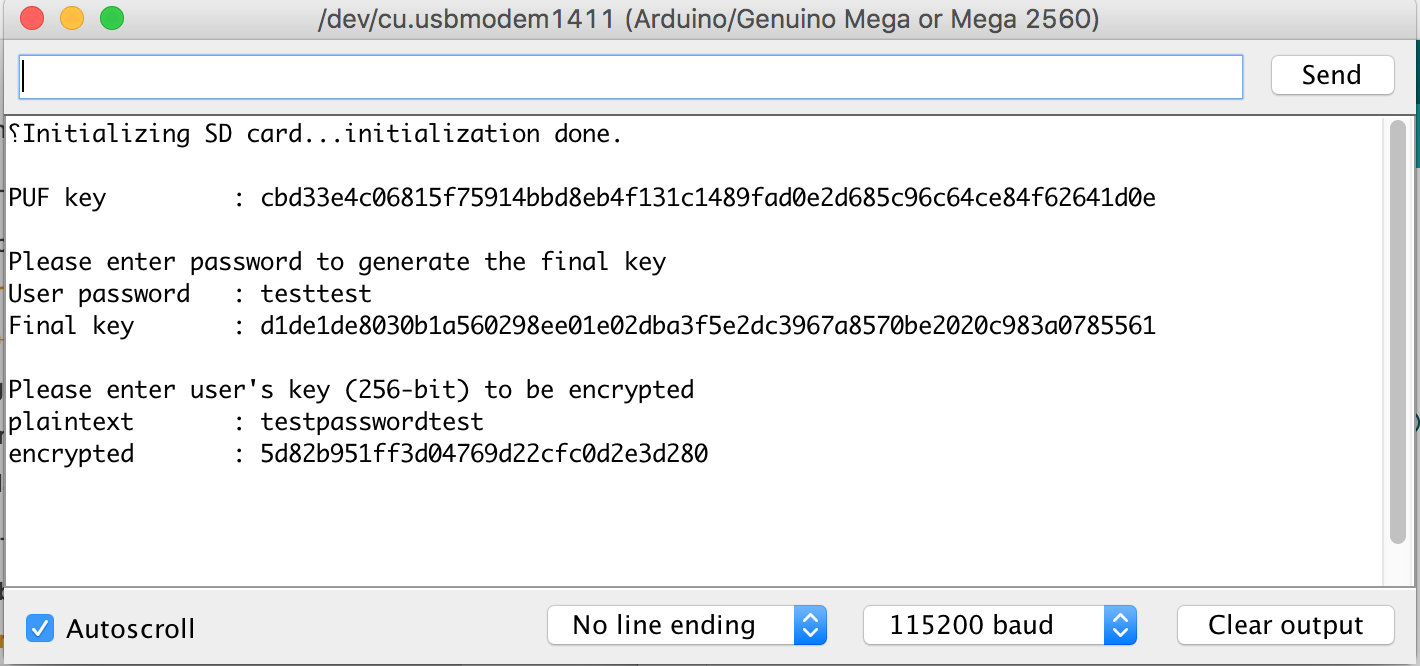 /dev/cu.usbmodem1411 (Arduino/Genuino Mega or Mega 2560)
Send
⸮Initializing SD card...initialization done.
PUF key : cbd33e4c06815f75914bbd8eb4f131c1489fad0e2d685c96c64ce84f62641d0e
Please enter password to generate the final key
User password : testtest
Final key : d1de1de8030b1a560298ee01e02dba3f5e2dc3967a8570be2020c983a0785561
Please enter user's key (256-bit) to be encrypted
plaintext : testpasswordtest
encrypted : 5d82b951ff3d04769d22cfc0d2e3d280
Autoscroll
No line ending
115200 baud
Clear output